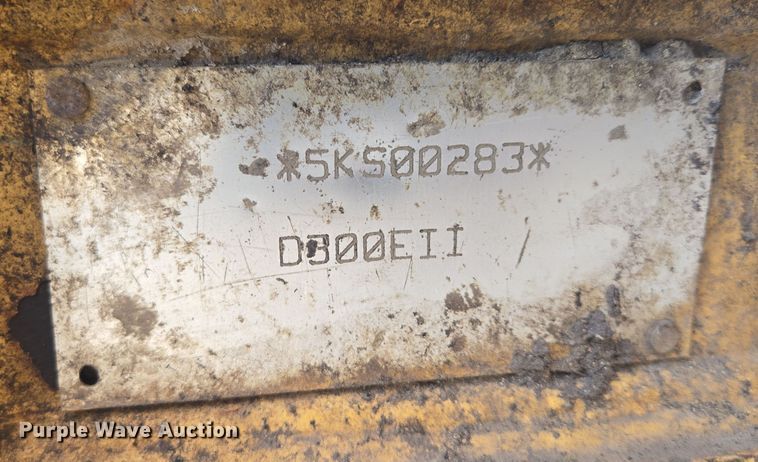 *5KS00283*
D300EII
Purple Wave Auction